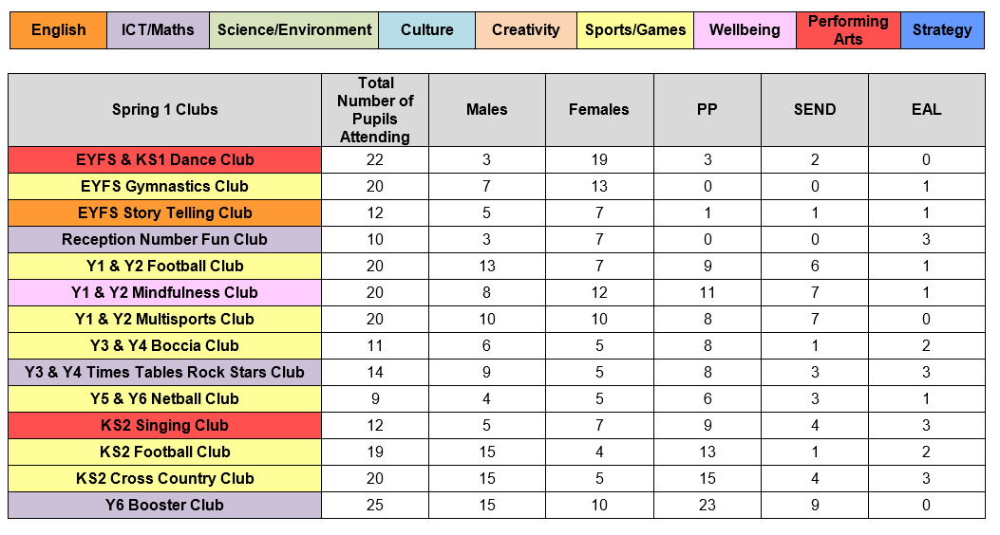 English ICT/Maths Science/Environment Culture Creativity Sports/Games Wellbeing Performing Arts Strategy
Spring 1 Clubs Total Number of Pupils Attending Males Females PP SEND EAL
EYFS & KS1 Dance Club 22 3 19 3 2 0
EYFS Gymnastics Club 20 7 13 0 0 1
EYFS Story Telling Club 12 5 7 1 1 1
Reception Number Fun Club 10 3 7 0 0 3
Y1 & Y2 Football Club 20 13 7 9 6 1
Y1 & Y2 Mindfulness Club 20 8 12 11 7 1
Y1 & Y2 Multisports Club 20 10 10 8 7 0
Y3 & Y4 Boccia Club 11 6 5 8 1 2
Y3 & Y4 Times Tables Rock Stars Club 14 9 5 8 3 3
Y5 & Y6 Netball Club 9 4 5 6 3 1
KS2 Singing Club 12 5 7 9 4 3
KS2 Football Club 19 15 4 13 1 2
KS2 Cross Country Club 20 15 5 15 4 3
Y6 Booster Club 25 15 10 23 9 0